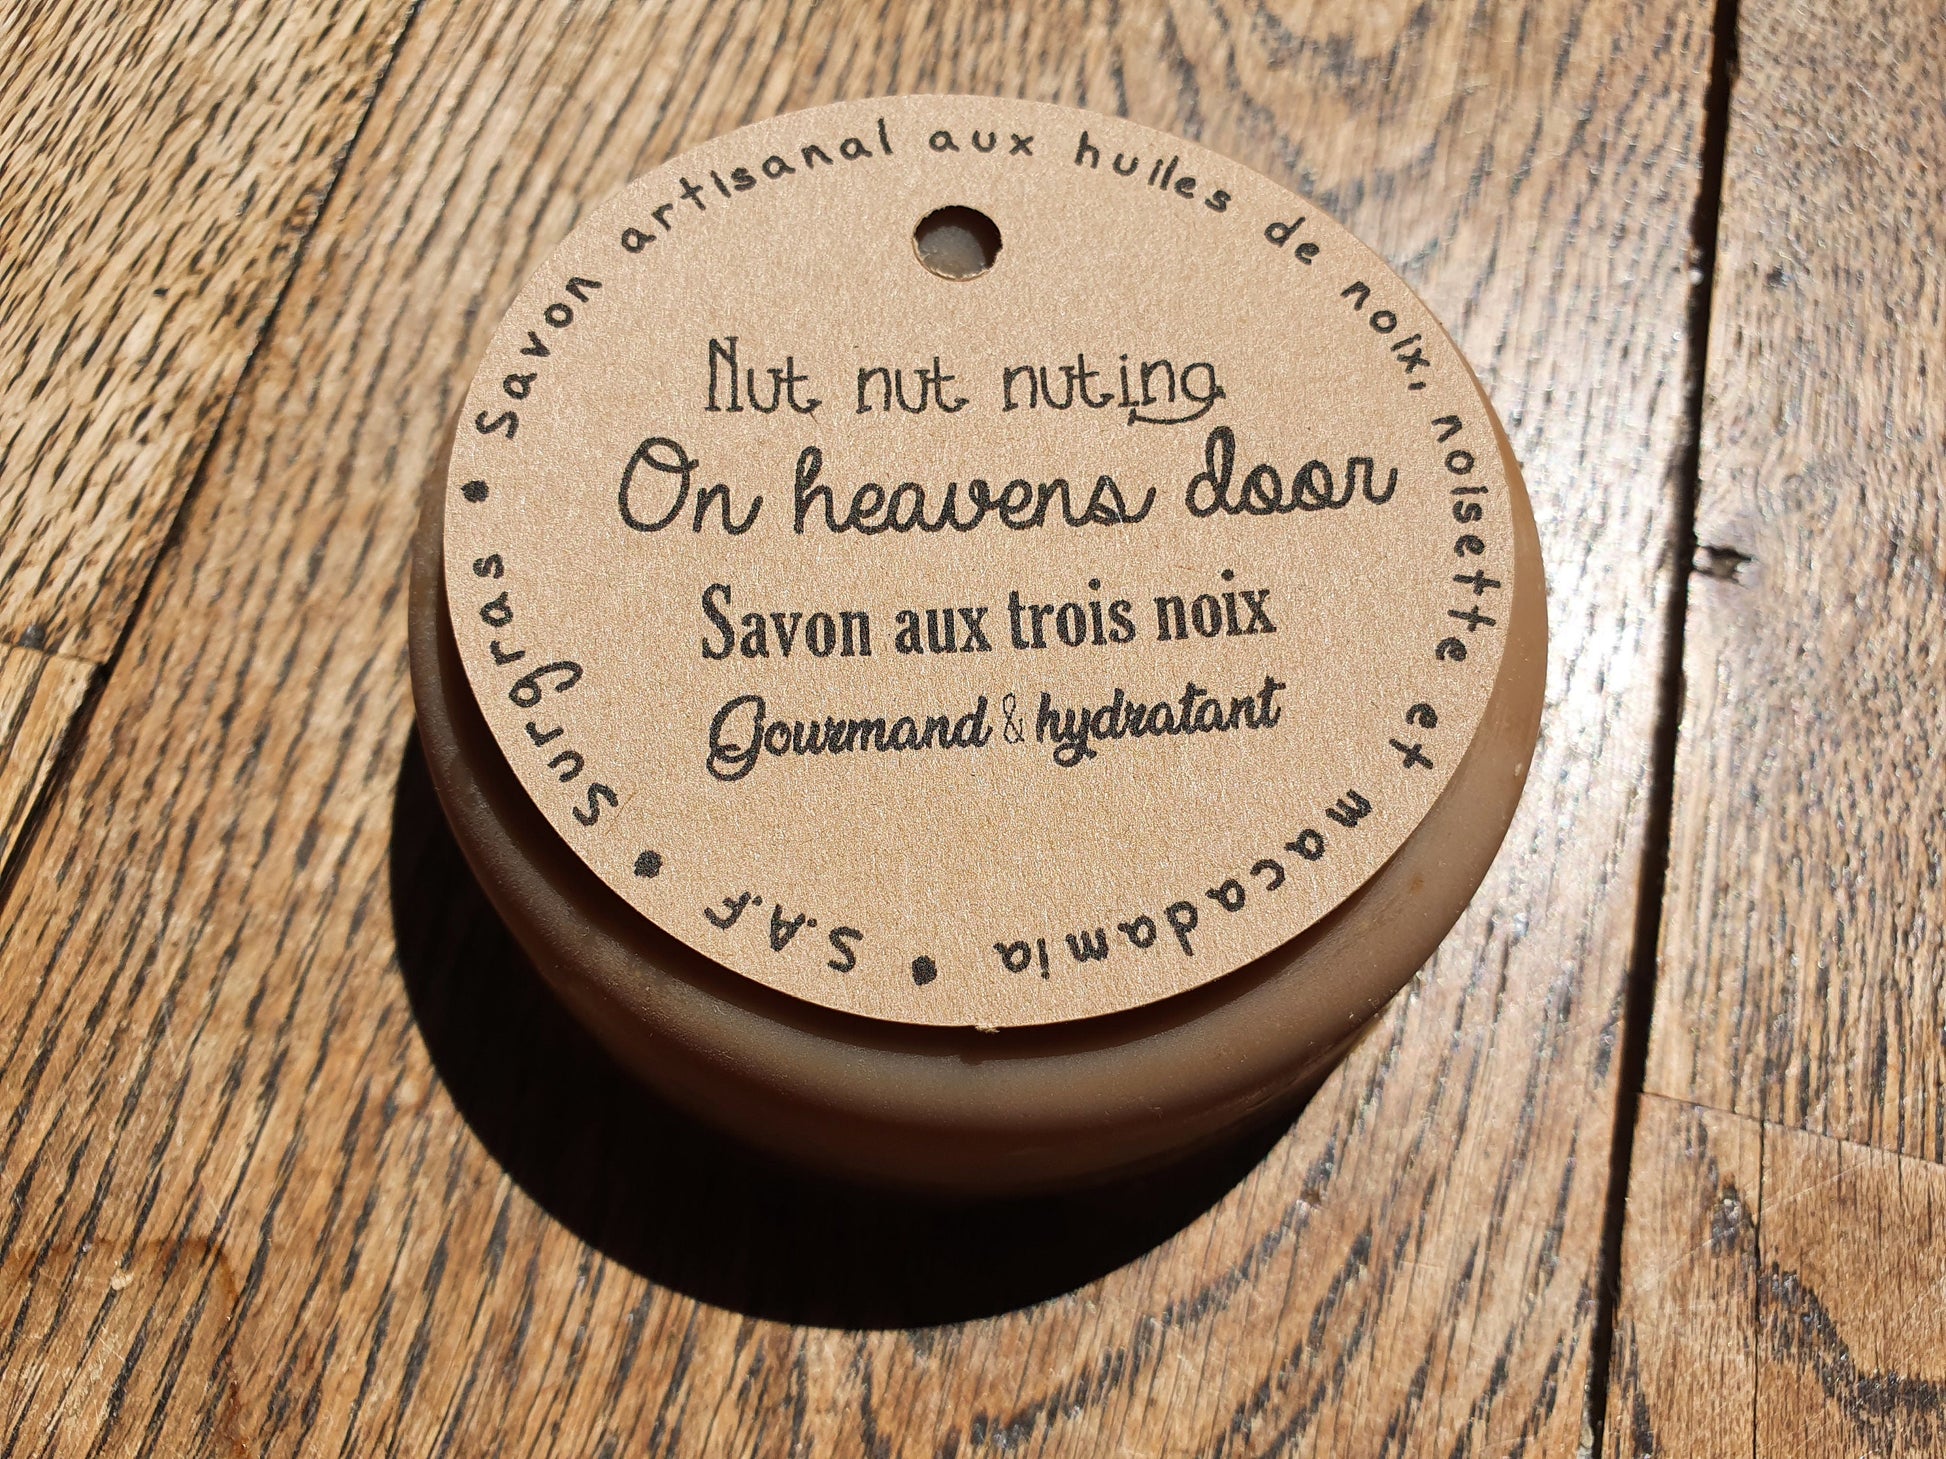 Nut nut nuting
On heavens door
Savon aux trois noix
Gourmand & hydratant
Savon artisanal aux huiles de noix, noisette et macadamia • S.A.F • Surgras •